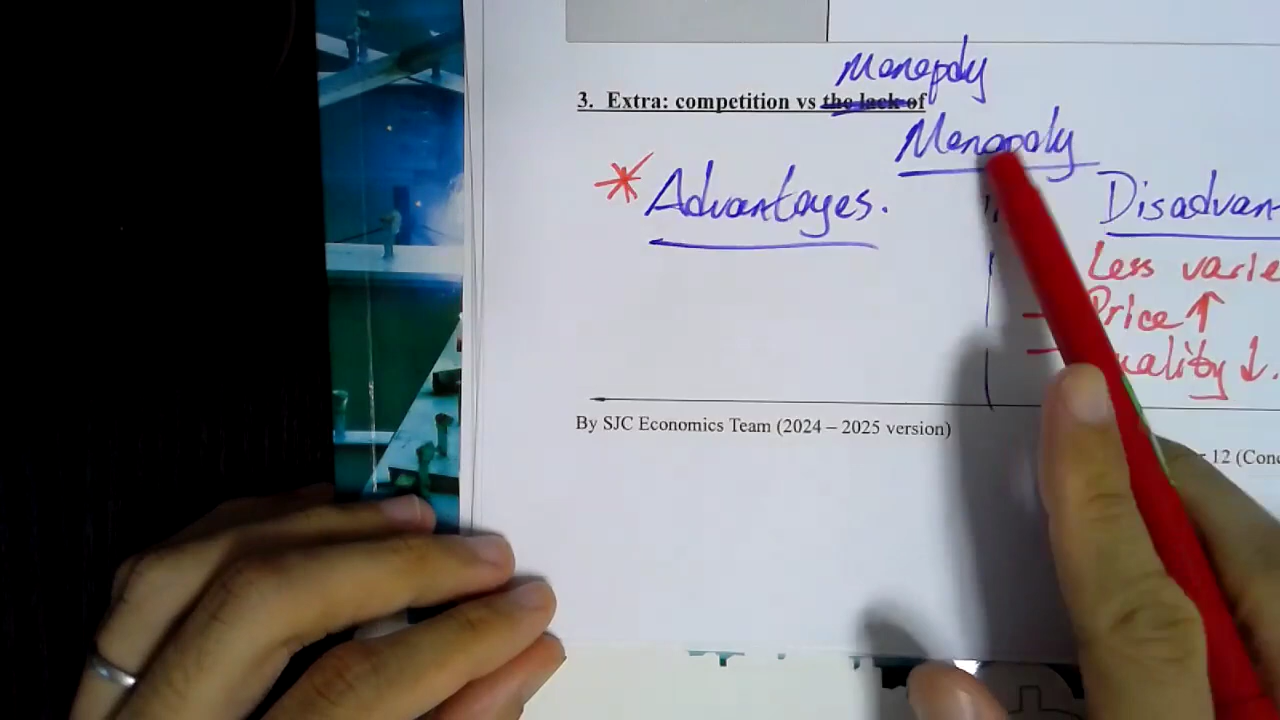 Monopoly
3. Extra: competition vs the lack of
Monopoly
* Advantages.
Disadvan
Less varie
- Price ↑
- uality ↓.
By SJC Economics Team (2024 – 2025 version)
- 12 (Conc